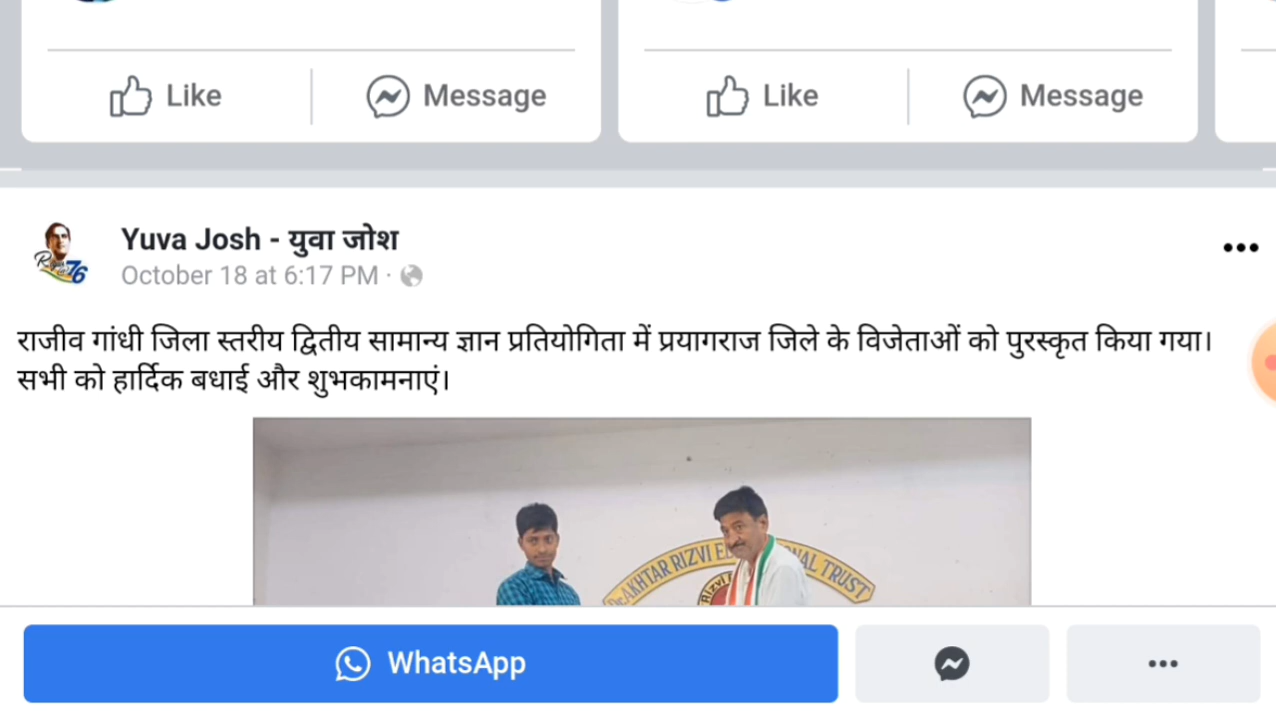 Like
Message
Like
Message
Yuva Josh - युवा जोश
October 18 at 6:17 PM ·
राजीव गांधी जिला स्तरीय द्वितीय सामान्य ज्ञान प्रतियोगिता में प्रयागराज जिले के विजेताओं को पुरस्कृत किया गया।
सभी को हार्दिक बधाई और शुभकामनाएं।
Dr. AKHTAR RIZVI TRUST
WhatsApp